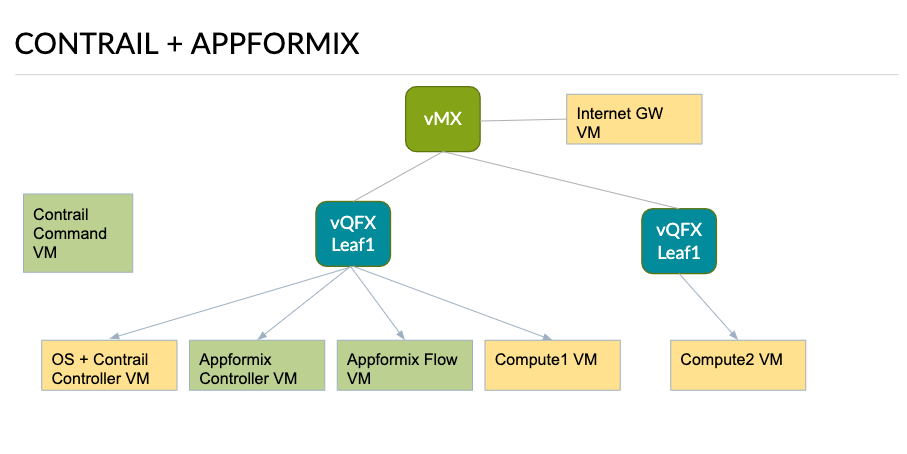 CONTRAIL + APPFORMIX
vMX
Internet GW
VM
Contrail
Command
VM
vQFX
Leaf1
vQFX
Leaf1
OS + Contrail
Controller VM
Appformix
Controller VM
Appformix Flow
VM
Compute1 VM
Compute2 VM